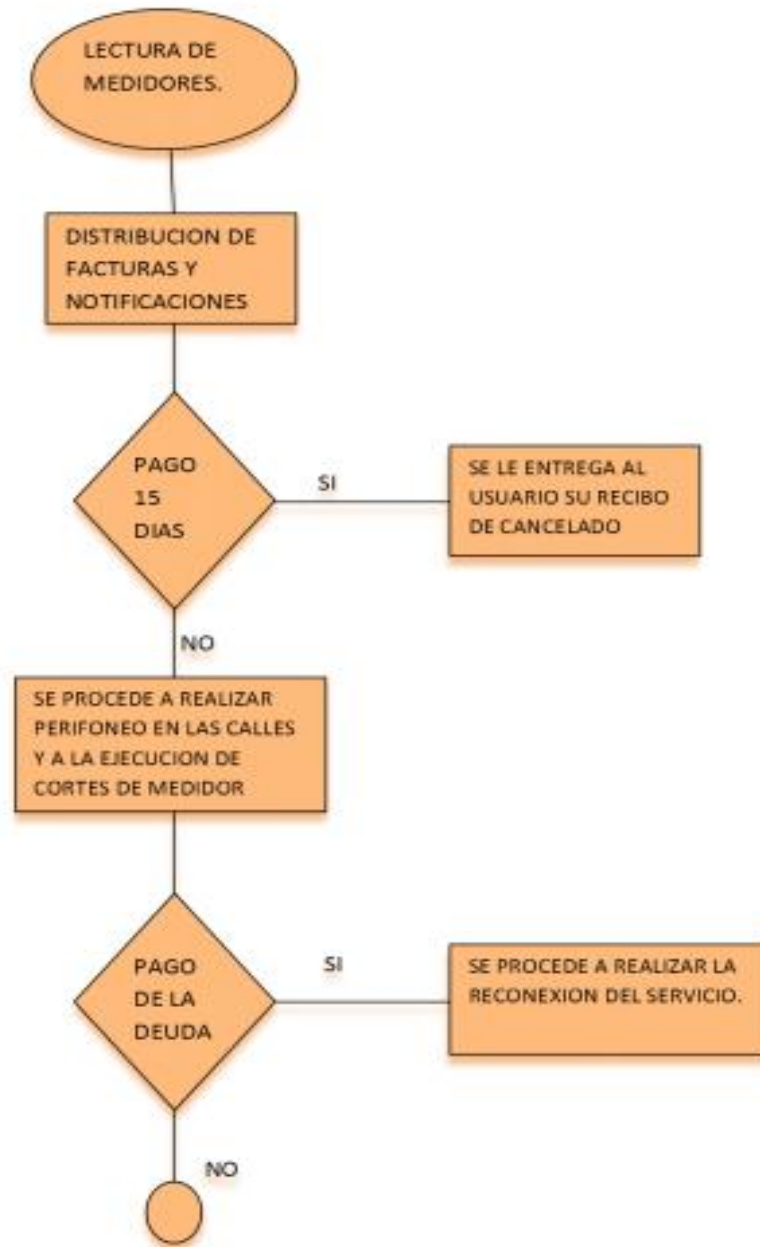 LECTURA DE
MEDIDORES.
DISTRIBUCION DE
FACTURAS Y
NOTIFICACIONES
PAGO
15
DIAS
SI
SE LE ENTREGA AL
USUARIO SU RECIBO
DE CANCELADO
NO
SE PROCEDE A REALIZAR
PERIFONEO EN LAS CALLES
Y A LA EJECUCION DE
CORTES DE MEDIDOR
PAGO
DE LA
DEUDA
SI
SE PROCEDE A REALIZAR LA
RECONEXION DEL SERVICIO.
NO